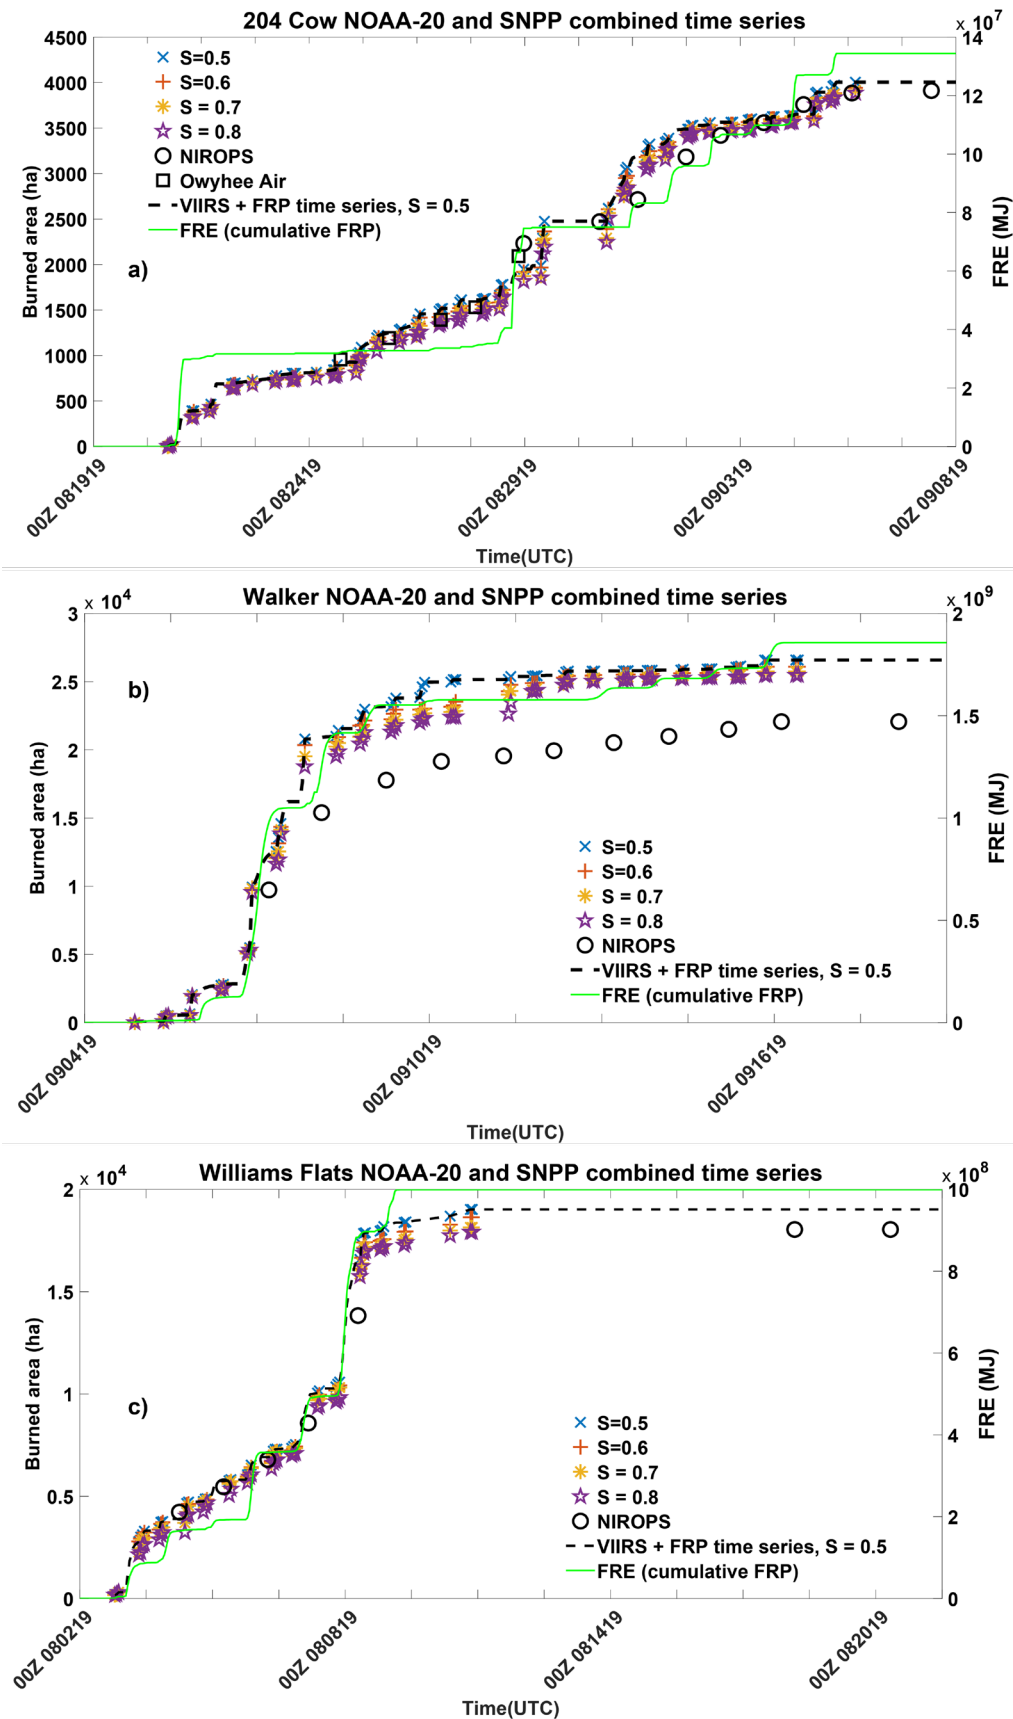 204 Cow NOAA-20 and SNPP combined time series
x 10^7
4500
4000
3500
3000
2500
2000
1500
1000
500
0
Burned area (ha)
S=0.5
S=0.6
S = 0.7
S = 0.8
NIROPS
Owyhee Air
VIIRS + FRP time series, S = 0.5
FRE (cumulative FRP)
a)
14
12
10
8
6
4
2
0
FRE (MJ)
00Z 081919
00Z 082419
00Z 082919
00Z 090319
00Z 090819
Time(UTC)
Walker NOAA-20 and SNPP combined time series
x 10^4
x 10^9
3
2.5
2
1.5
1
0.5
0
Burned area (ha)
b)
S=0.5
S=0.6
S = 0.7
S = 0.8
NIROPS
VIIRS + FRP time series, S = 0.5
FRE (cumulative FRP)
2
1.5
1
0.5
0
FRE (MJ)
00Z 090419
00Z 091019
00Z 091619
Time(UTC)
Williams Flats NOAA-20 and SNPP combined time series
x 10^4
x 10^8
2
1.5
1
0.5
0
Burned area (ha)
c)
S=0.5
S=0.6
S = 0.7
S = 0.8
NIROPS
VIIRS + FRP time series, S = 0.5
FRE (cumulative FRP)
10
8
6
4
2
0
FRE (MJ)
00Z 080219
00Z 080819
00Z 081419
00Z 082019
Time(UTC)